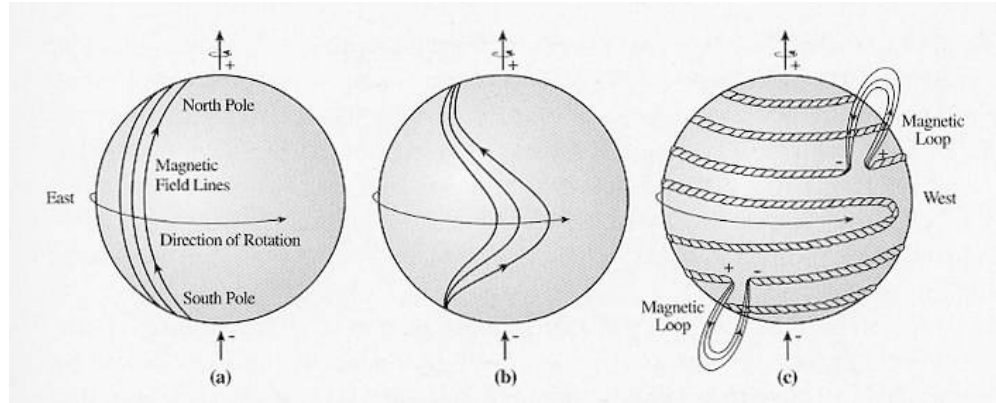 +
North Pole
Magnetic
Field Lines
East
Direction of Rotation
South Pole
-
(a)
+
-
(b)
+
Magnetic
Loop
-
+
West
+
-
Magnetic
Loop
-
(c)